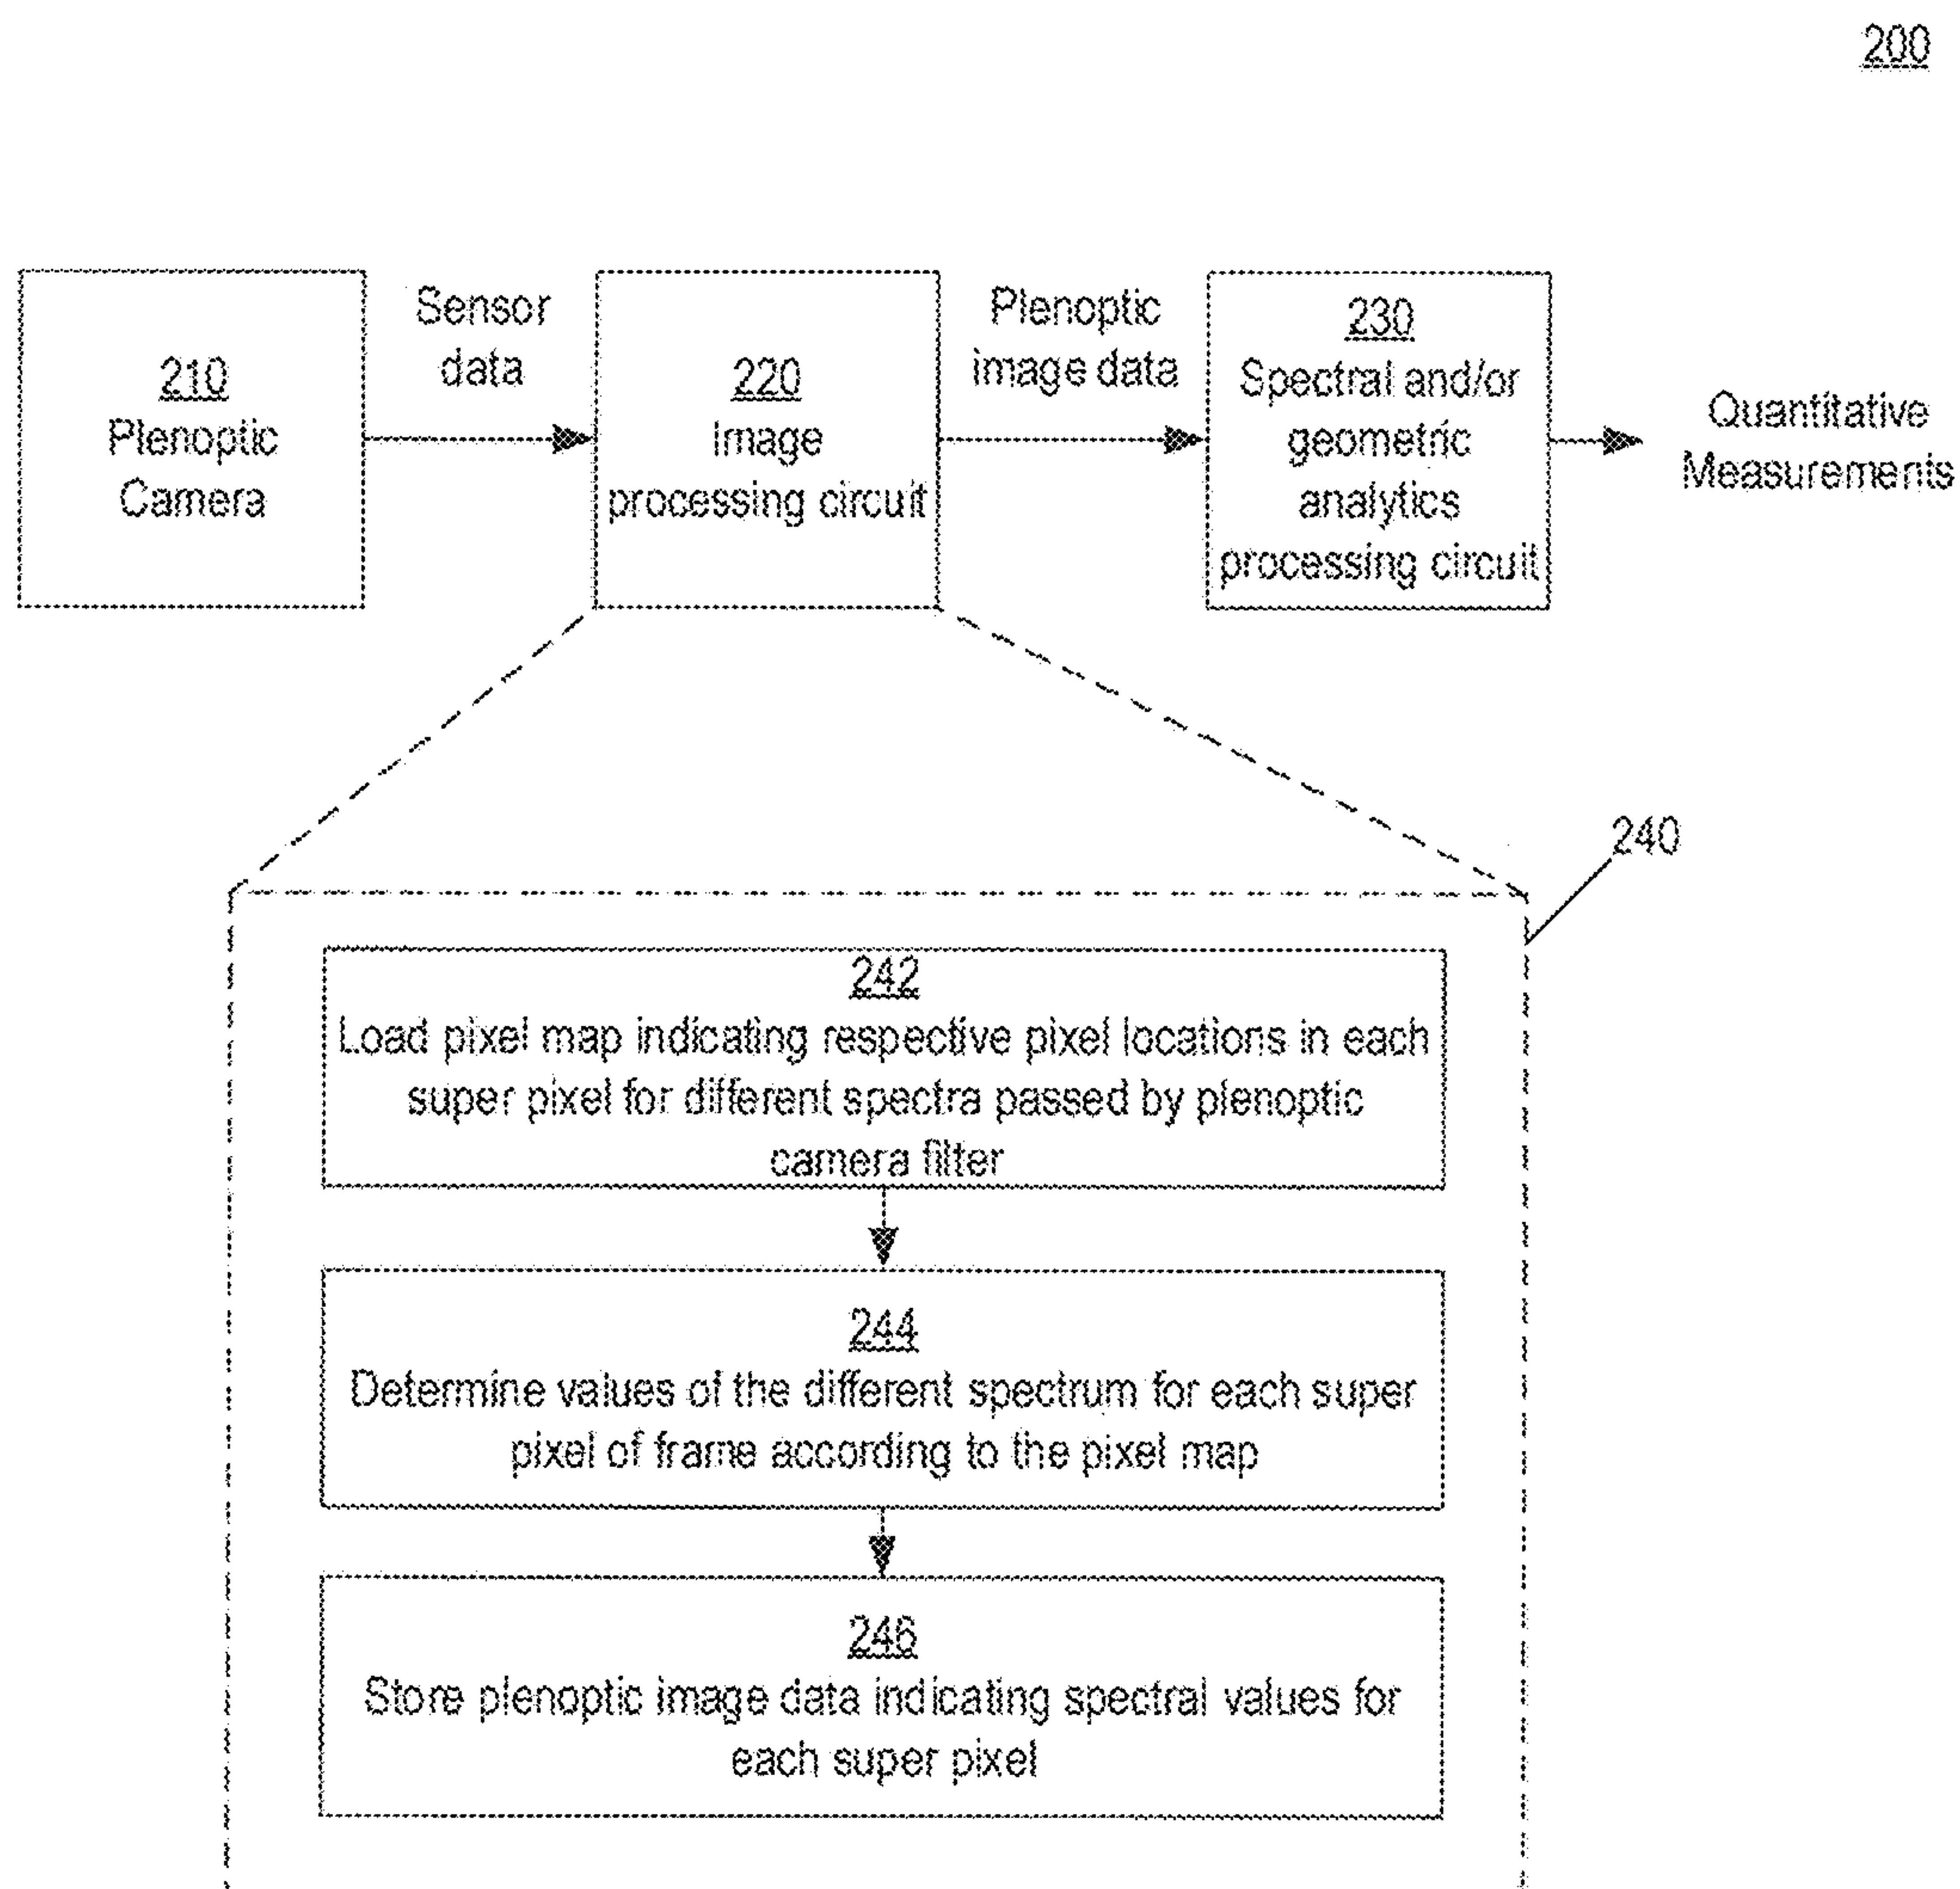 200
210
Plenoptic
Camera
Sensor
data
220
Image
processing circuit
Plenoptic
image data
230
Spectral and/or
geometric
analytics
processing circuit
Quantitative
Measurements
240
242
Load pixel map indicating respective pixel locations in each
super pixel for different spectra passed by plenoptic
camera filter
244
Determine values of the different spectrum for each super
pixel of frame according to the pixel map
246
Store plenoptic image data indicating spectral values for
each super pixel